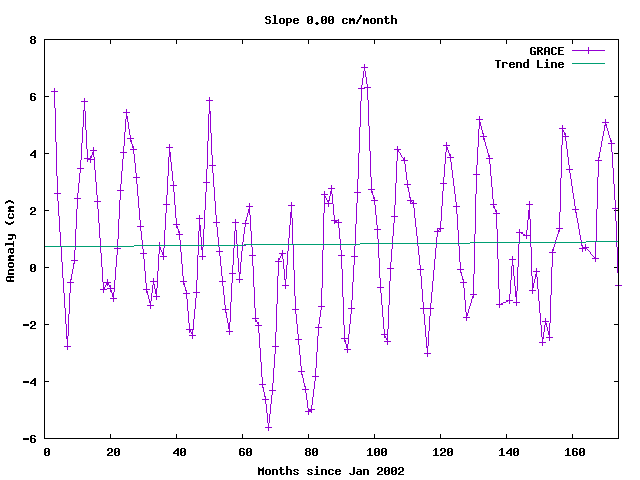 Slope 0.00 cm/month
GRACE
Trend Line
8
6
4
2
0
-2
-4
-6
Anomaly (cm)
0 20 40 60 80 100 120 140 160
Months since Jan 2002